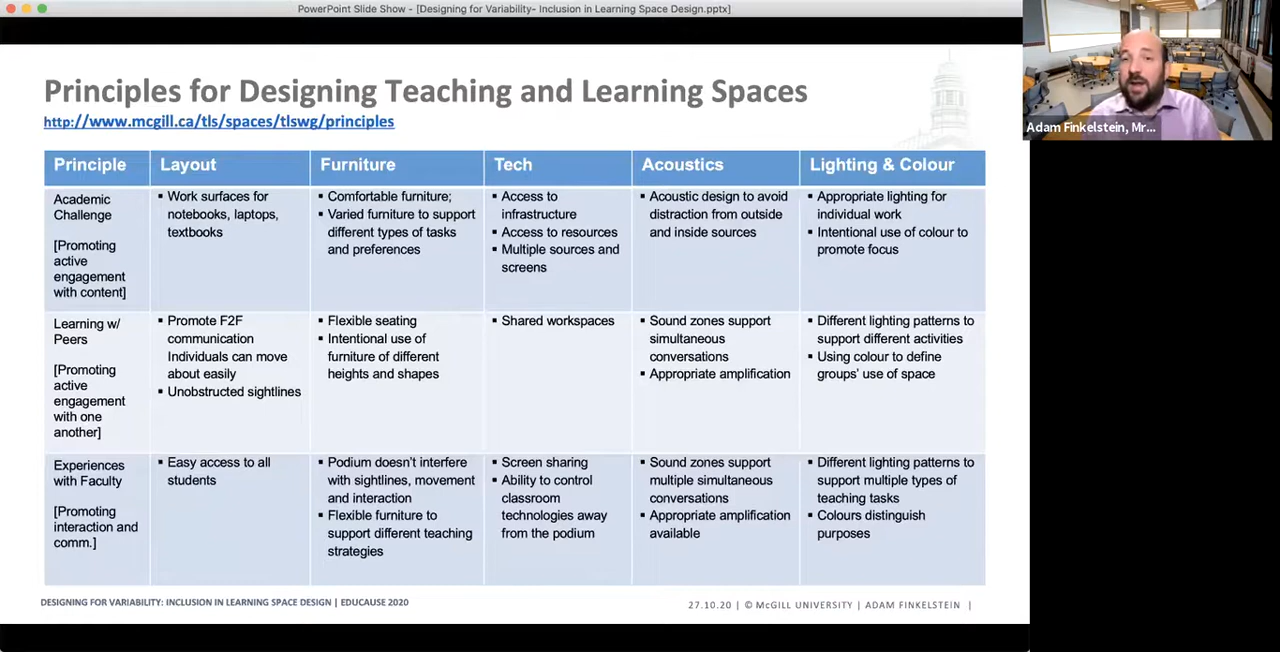 PowerPoint Slide Show - [Designing for Variability- Inclusion in Learning Space Design.pptx]
Adam Finkelstein, Mr...
Principles for Designing Teaching and Learning Spaces
http://www.mcgill.ca/tls/spaces/tlswg/principles
Principle
Layout
Furniture
Tech
Acoustics
Lighting & Colour
Academic
Challenge
[Promoting
active
engagement
with content]
▪ Work surfaces for
notebooks, laptops,
textbooks
▪ Comfortable furniture;
▪ Varied furniture to support
different types of tasks
and preferences
▪ Access to
infrastructure
▪ Access to resources
▪ Multiple sources and
screens
▪ Acoustic design to avoid
distraction from outside
and inside sources
▪ Appropriate lighting for
individual work
▪ Intentional use of colour to
promote focus
Learning w/
Peers
[Promoting
active
engagement
with one
another]
▪ Promote F2F
communication
Individuals can move
about easily
▪ Unobstructed sightlines
▪ Flexible seating
▪ Intentional use of
furniture of different
heights and shapes
▪ Shared workspaces
▪ Sound zones support
simultaneous
conversations
▪ Appropriate amplification
▪ Different lighting patterns to
support different activities
▪ Using colour to define
groups' use of space
Experiences
with Faculty
[Promoting
interaction and
comm.]
▪ Easy access to all
students
▪ Podium doesn't interfere
with sightlines, movement
and interaction
▪ Flexible furniture to
support different teaching
strategies
▪ Screen sharing
▪ Ability to control
classroom
technologies away
from the podium
▪ Sound zones support
multiple simultaneous
conversations
▪ Appropriate amplification
available
▪ Different lighting patterns to
support multiple types of
teaching tasks
▪ Colours distinguish
purposes
DESIGNING FOR VARIABILITY: INCLUSION IN LEARNING SPACE DESIGN | EDUCAUSE 2020
27.10.20 | © McGILL UNIVERSITY | ADAM FINKELSTEIN |